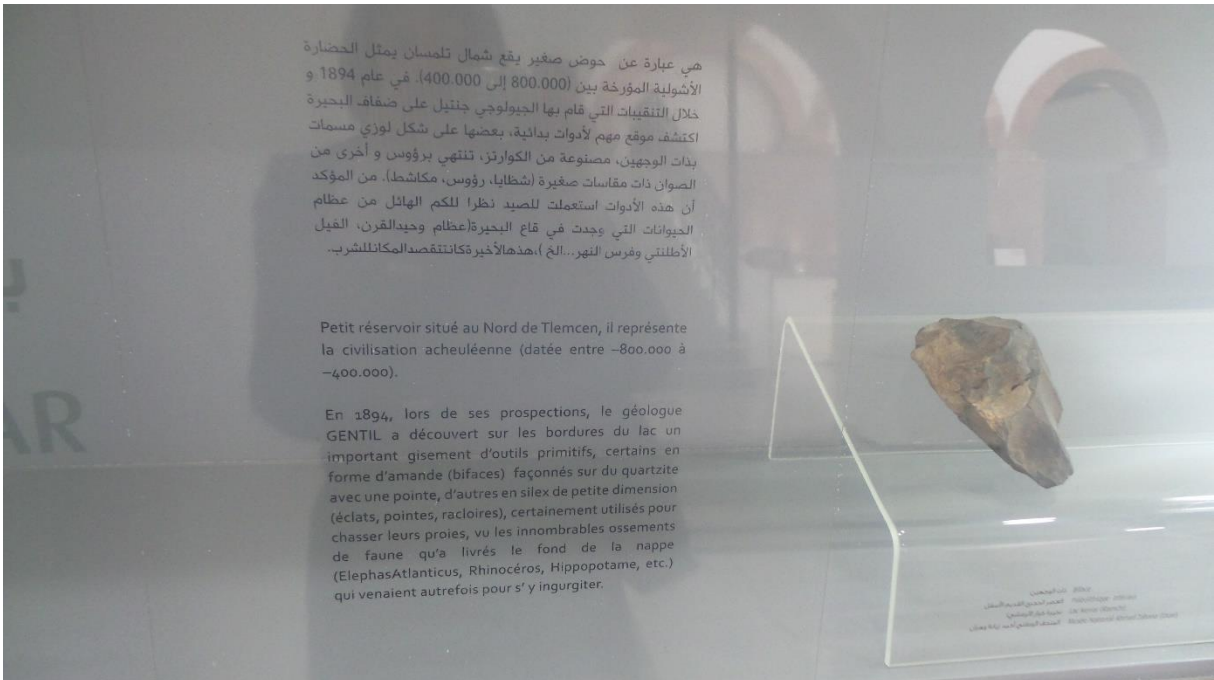 هي عبارة عن حوض صغير يقع شمال تلمسان يمثل الحضارة
الأشولية المؤرخة بين (800.000 إلى 400.000). في عام 1894 و
خلال التنقيبات التي قام بها الجيولوجي جنتيل على ضفاف البحيرة
اكتشف موقع مهم لأدوات بدائية، بعضها على شكل لوزي مسمات
بذات الوجهين، مصنوعة من الكوارتز، تنتهي برؤوس و أخرى من
الصوان ذات مقاسات صغيرة (شظايا، رؤوس، مكاشط). من المؤكد
أن هذه الأدوات استعملت للصيد نظرا للكم الهائل من عظام
الحيوانات التي وجدت في قاع البحيرة(عظام وحيدالقرن، الفيل
الأطلنتي وفرس النهر...الخ )،هذهالأخيرةكانتتقصدالمكانللشرب.
Petit réservoir situé au Nord de Tlemcen, il représente
la civilisation acheuléenne (datée entre –800.000 à
–400.000).
En 1894, lors de ses prospections, le géologue
GENTIL a découvert sur les bordures du lac un
important gisement d'outils primitifs, certains en
forme d'amande (bifaces) façonnés sur du quartzite
avec une pointe, d'autres en silex de petite dimension
(éclats, pointes, racloires), certainement utilisés pour
chasser leurs proies, vu les innombrables ossements
de faune qu'a livrés le fond de la nappe
(ElephasAtlanticus, Rhinocéros, Hippopotame, etc.)
qui venaient autrefois pour s' y ingurgiter.
AR
ذات الوجهين Biface